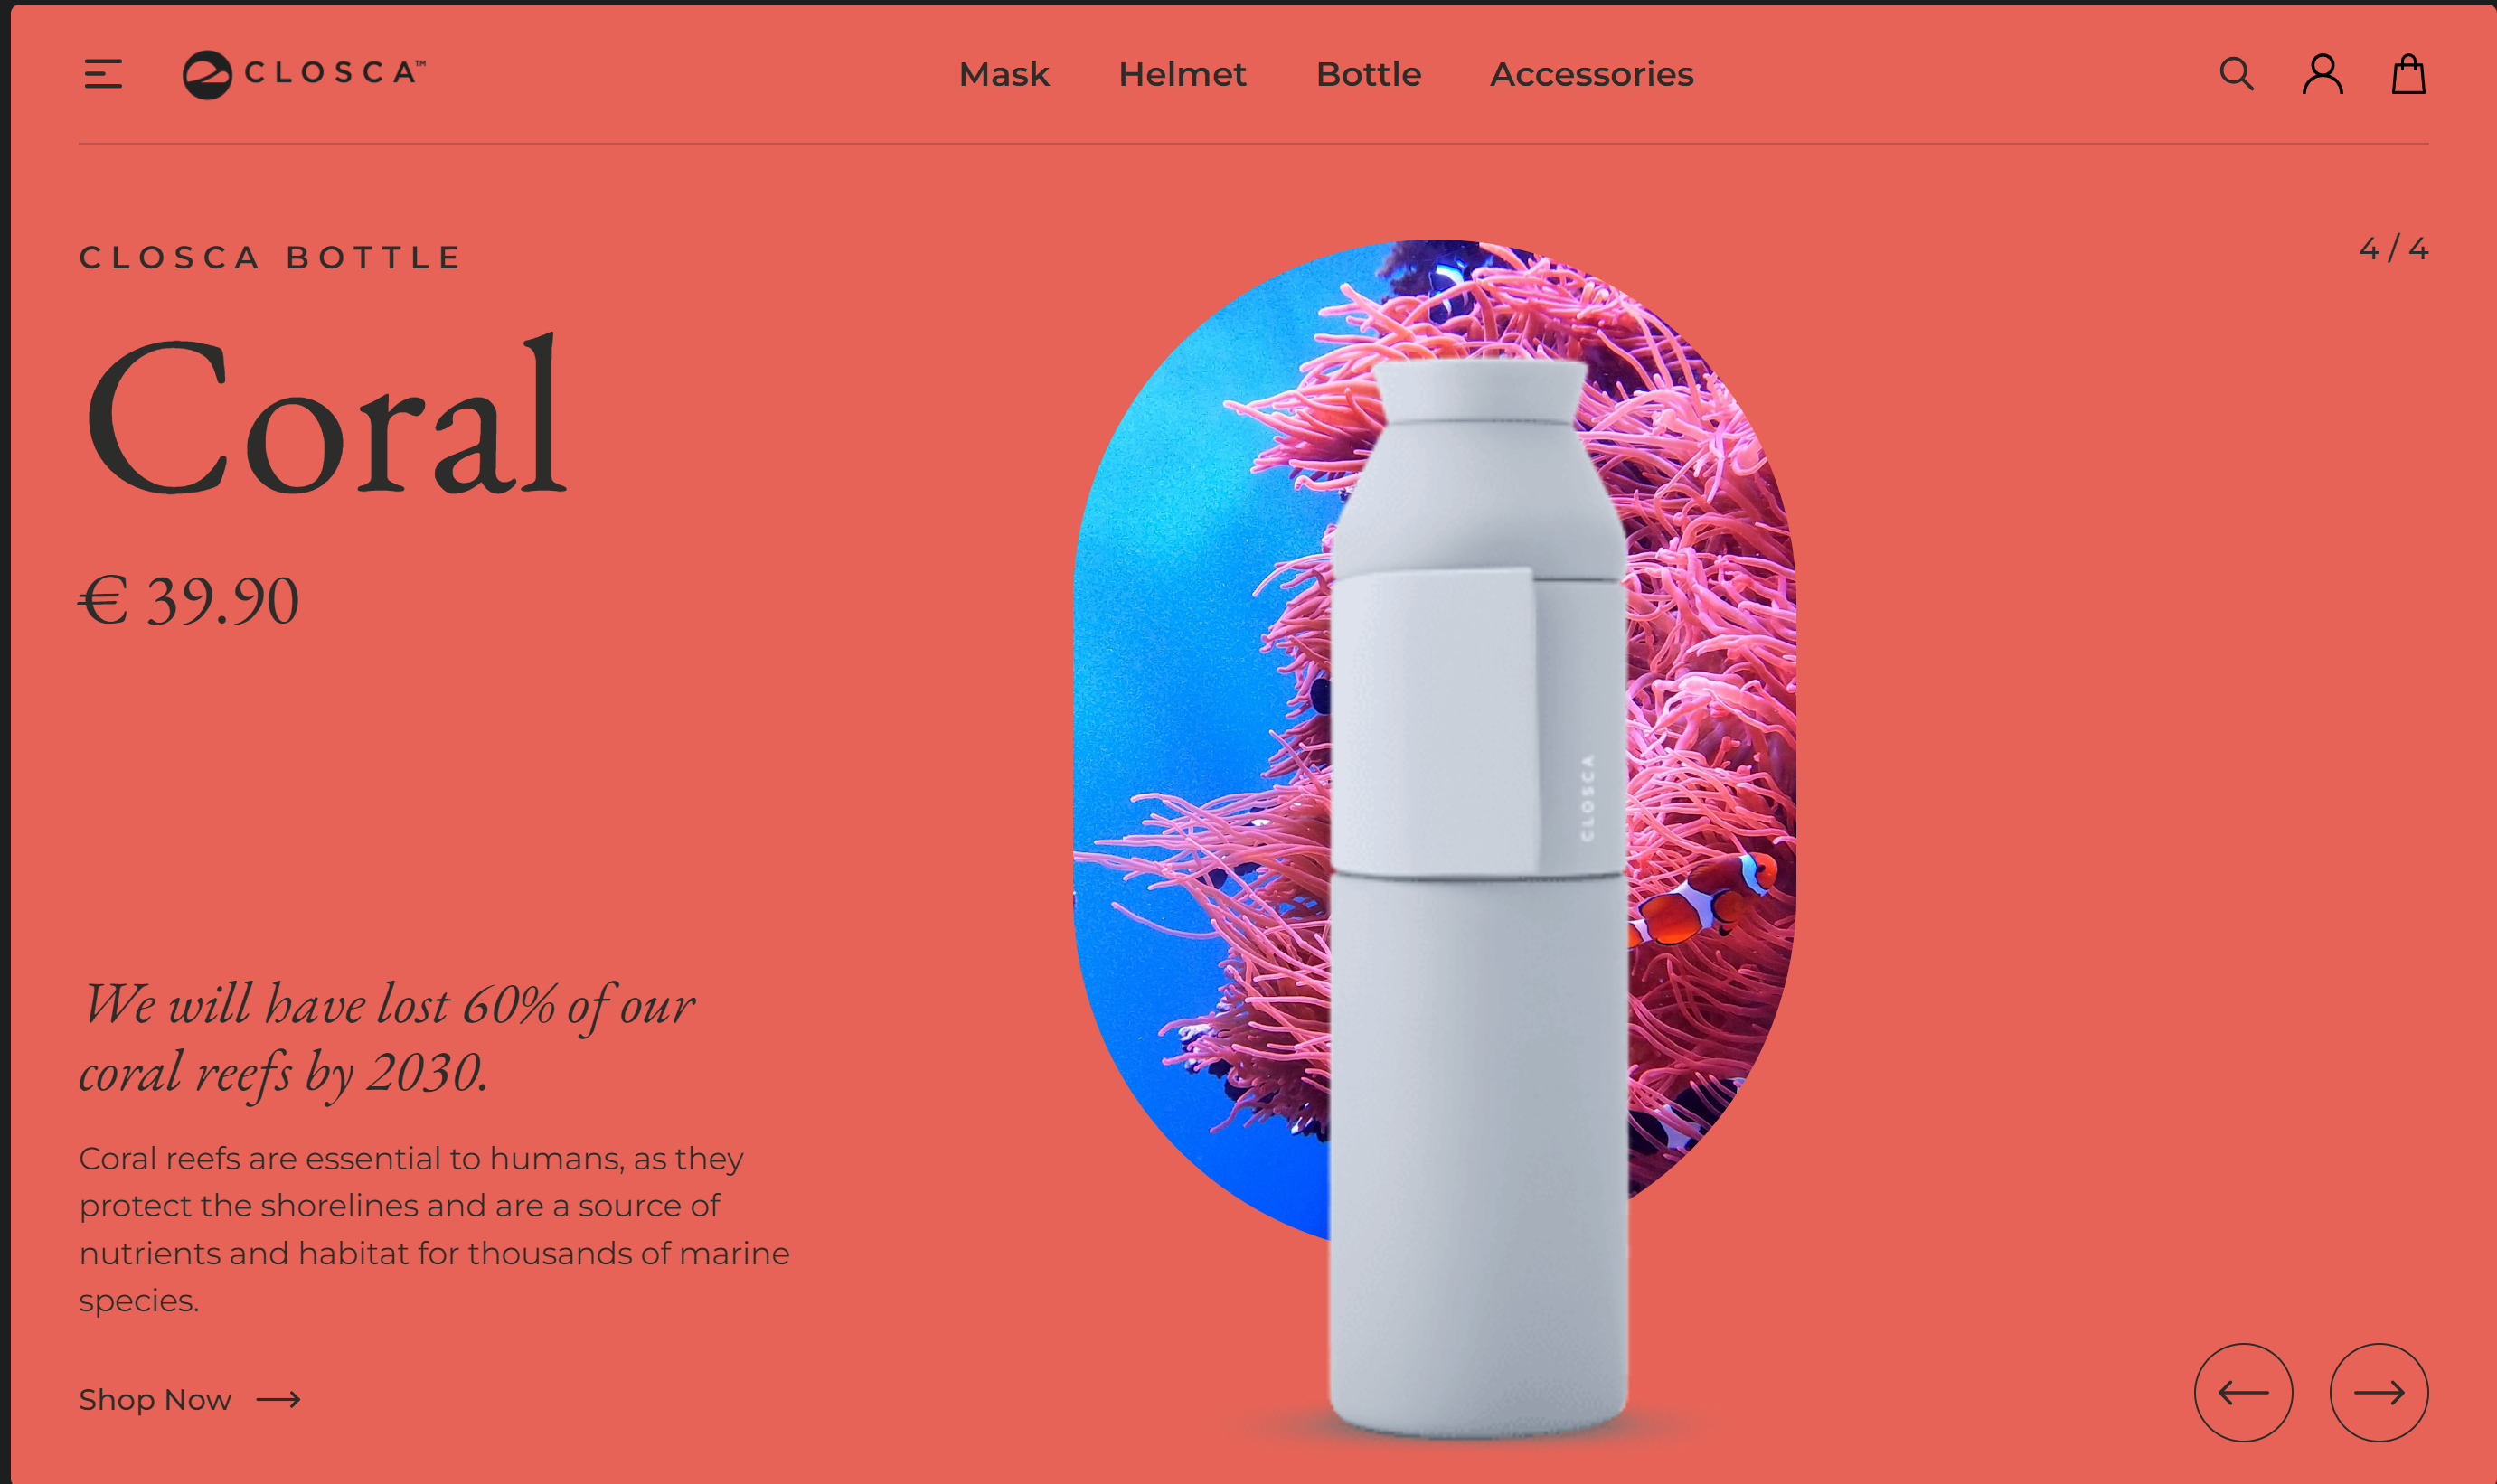 CLOSCA™
Mask
Helmet
Bottle
Accessories
CLOSCA BOTTLE
4 / 4
Coral
€ 39.90
CLOSCA
We will have lost 60% of our
coral reefs by 2030.
Coral reefs are essential to humans, as they
protect the shorelines and are a source of
nutrients and habitat for thousands of marine
species.
Shop Now